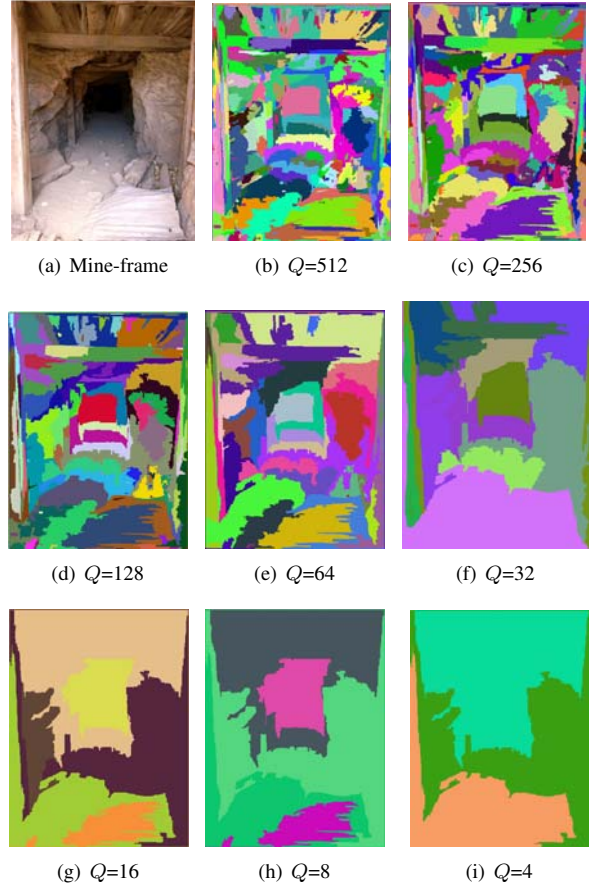 (a) Mine-frame
(b) Q=512
(c) Q=256
(d) Q=128
(e) Q=64
(f) Q=32
(g) Q=16
(h) Q=8
(i) Q=4